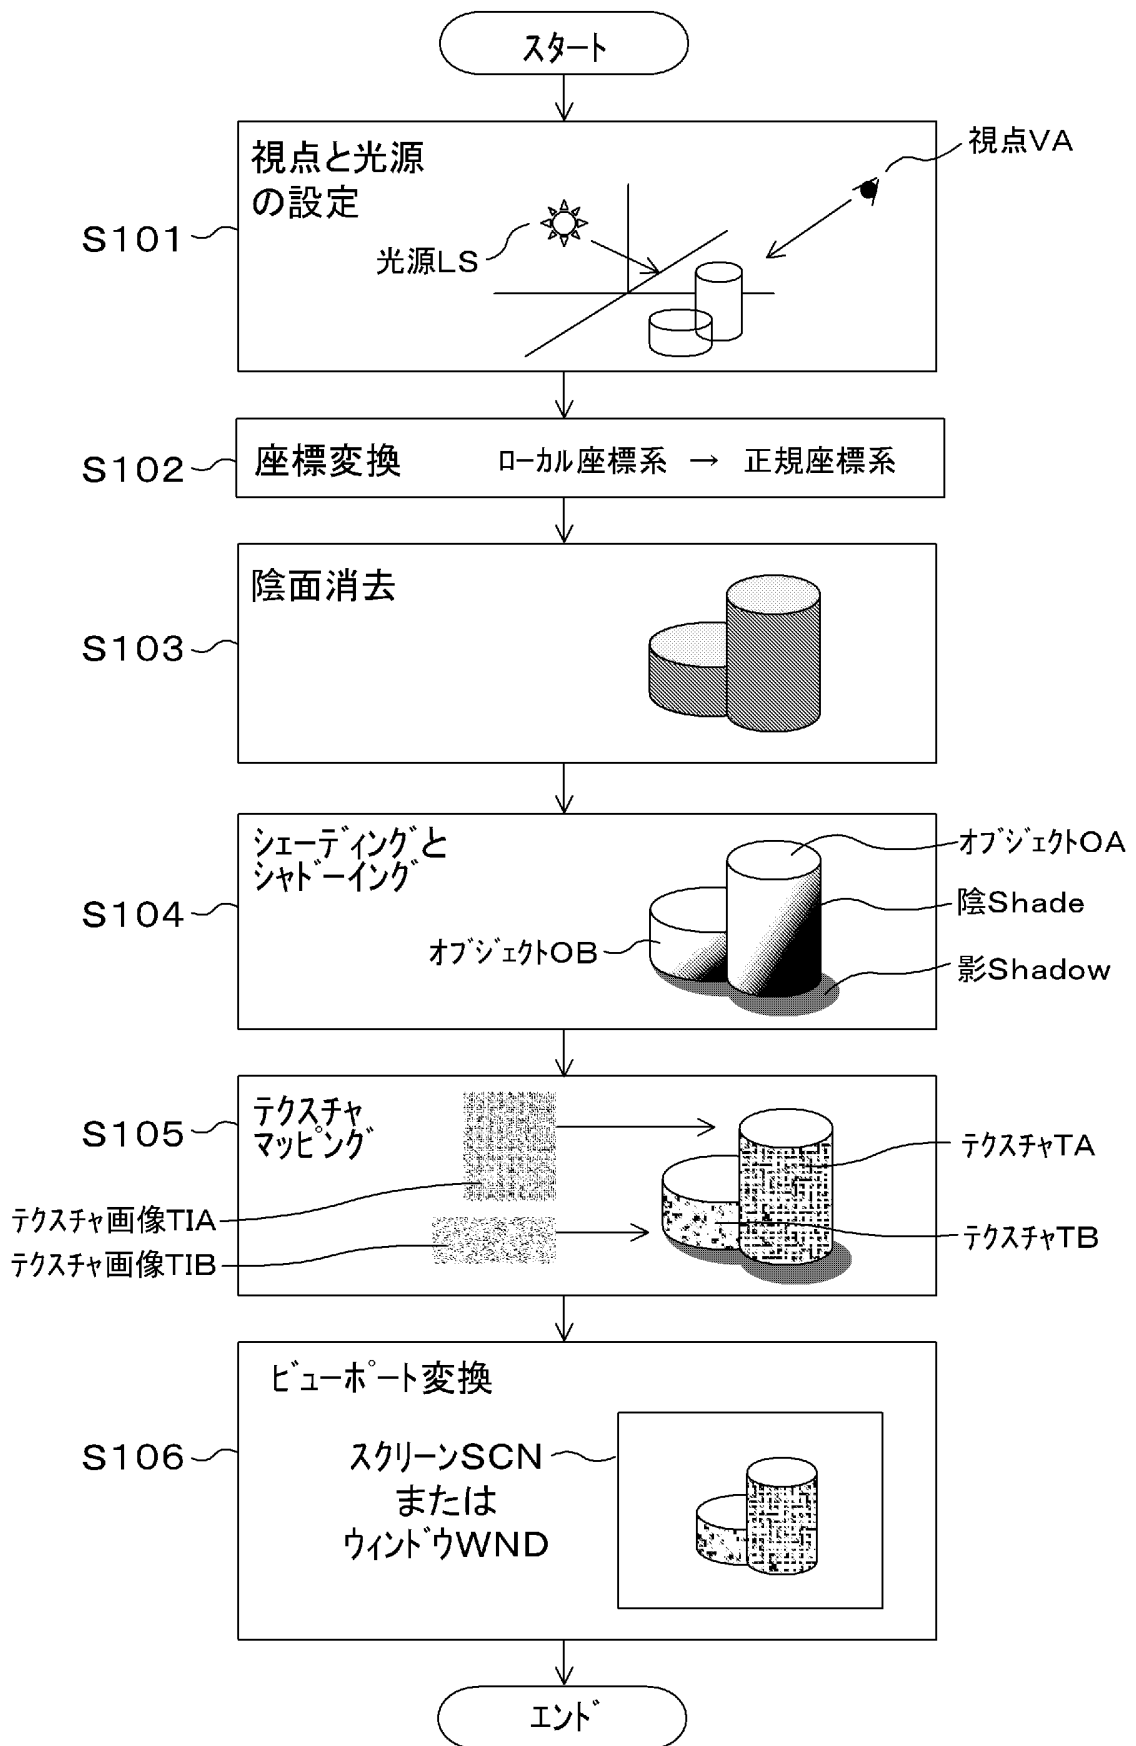 スタート
視点と光源
の設定
視点VA
S101
光源LS
S102
座標変換 ローカル座標系 → 正規座標系
陰面消去
S103
シェーディングと
シャドーイング
オブジェクトOA
S104
陰Shade
オブジェクトOB
影Shadow
テクスチャ
マッピング
S105
テクスチャTA
テクスチャ画像TIA
テクスチャTB
テクスチャ画像TIB
ビューポート変換
S106
スクリーンSCN
または
ウィンドウWND
エンド